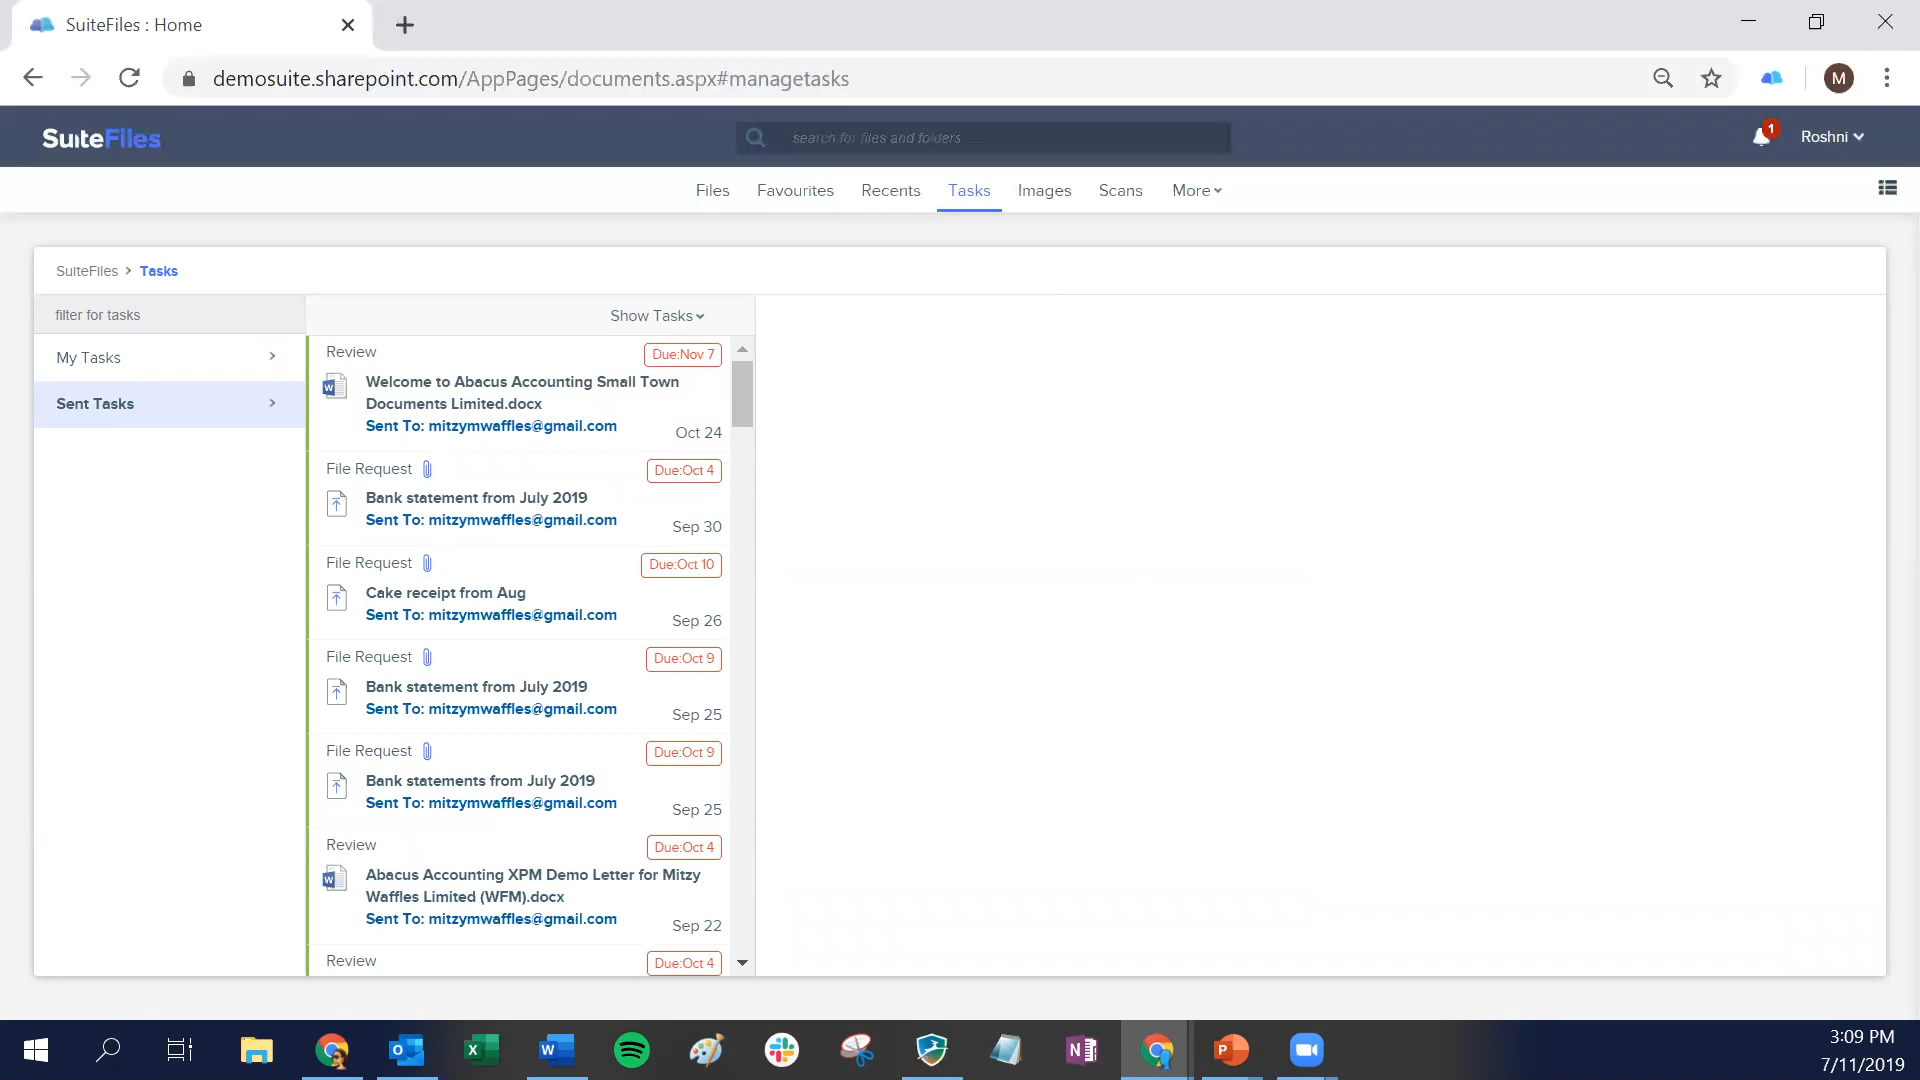 SuiteFiles : Home
demosuite.sharepoint.com/AppPages/documents.aspx#managetasks
M
SuiteFiles
search for files and folders ...
1
Roshni
Files Favourites Recents Tasks Images Scans More
SuiteFiles > Tasks
filter for tasks
Show Tasks
My Tasks
Sent Tasks
Review
Due:Nov 7
Welcome to Abacus Accounting Small Town
Documents Limited.docx
Sent To: mitzymwaffles@gmail.com
Oct 24
File Request
Due:Oct 4
Bank statement from July 2019
Sent To: mitzymwaffles@gmail.com
Sep 30
File Request
Due:Oct 10
Cake receipt from Aug
Sent To: mitzymwaffles@gmail.com
Sep 26
File Request
Due:Oct 9
Bank statement from July 2019
Sent To: mitzymwaffles@gmail.com
Sep 25
File Request
Due:Oct 9
Bank statements from July 2019
Sent To: mitzymwaffles@gmail.com
Sep 25
Review
Due:Oct 4
Abacus Accounting XPM Demo Letter for Mitzy
Waffles Limited (WFM).docx
Sent To: mitzymwaffles@gmail.com
Sep 22
Review
Due:Oct 4
3:09 PM
7/11/2019